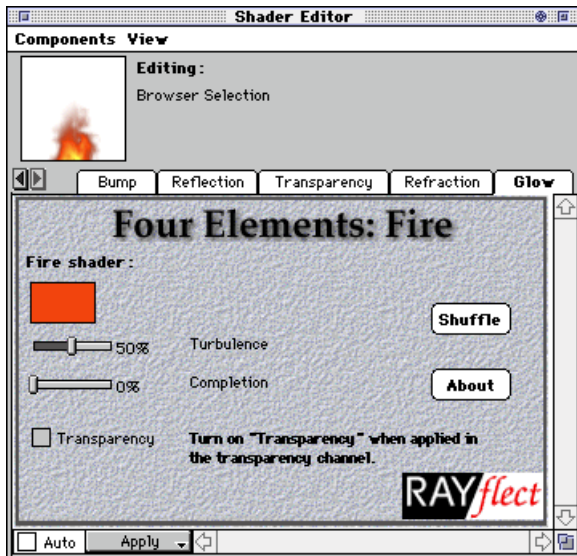 Shader Editor
Components View
Editing:
Browser Selection
Bump Reflection Transparency Refraction Glow
Four Elements: Fire
Fire shader:
Shuffle
50% Turbulence
0% Completion
About
Transparency
Turn on "Transparency" when applied in
the transparency channel.
RAYflect
Auto Apply